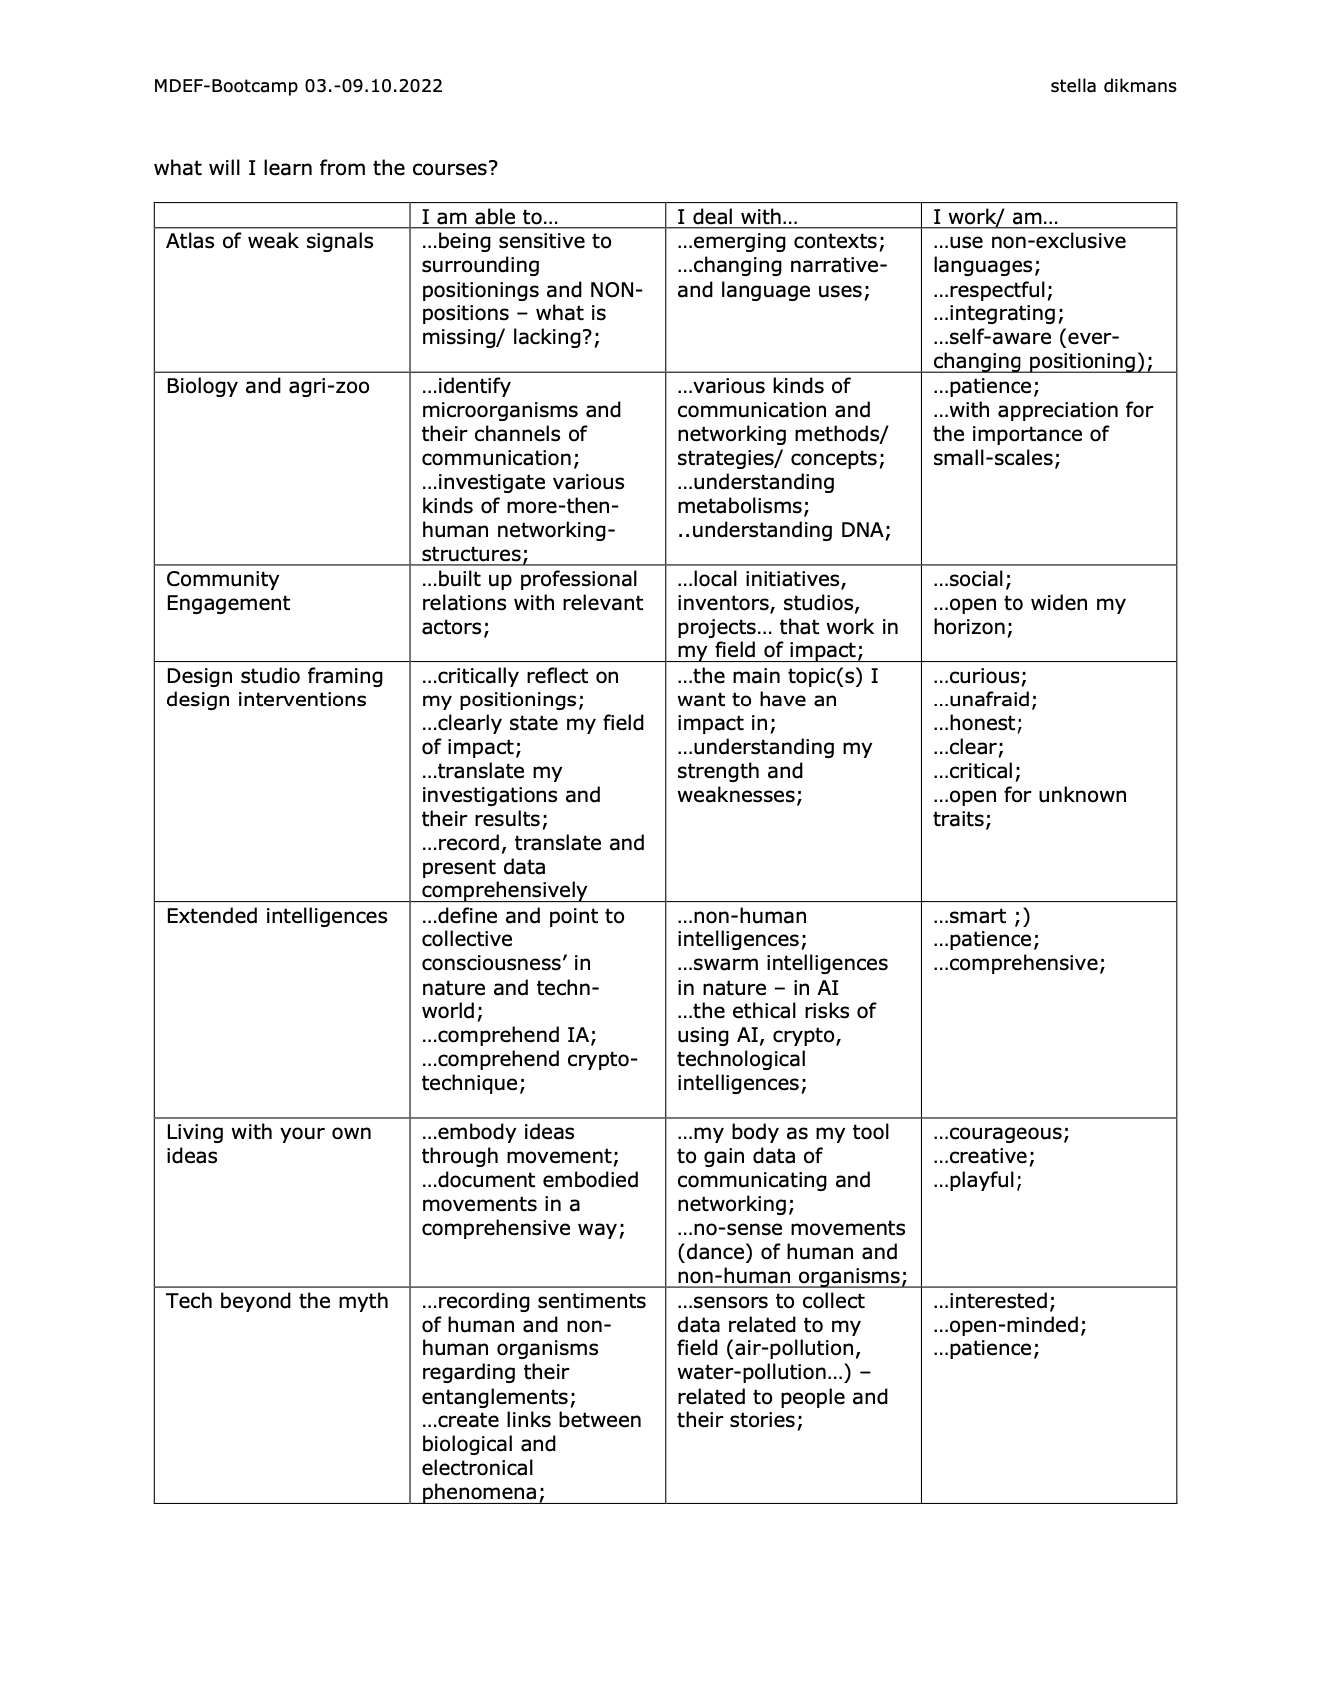 MDEF-Bootcamp 03.-09.10.2022 stella dikmans
what will I learn from the courses?
I am able to… I deal with… I work/ am…
Atlas of weak signals
…being sensitive to
surrounding
positionings and NON-
positions – what is
missing/ lacking?;
…emerging contexts;
…changing narrative-
and language uses;
…use non-exclusive
languages;
…respectful;
…integrating;
…self-aware (ever-
changing positioning);
Biology and agri-zoo
…identify
microorganisms and
their channels of
communication;
…investigate various
kinds of more-then-
human networking-
structures;
…various kinds of
communication and
networking methods/
strategies/ concepts;
…understanding
metabolisms;
..understanding DNA;
…patience;
…with appreciation for
the importance of
small-scales;
Community
Engagement
…built up professional
relations with relevant
actors;
…local initiatives,
inventors, studios,
projects… that work in
my field of impact;
…social;
…open to widen my
horizon;
Design studio framing
design interventions
…critically reflect on
my positionings;
…clearly state my field
of impact;
…translate my
investigations and
their results;
…record, translate and
present data
comprehensively
…the main topic(s) I
want to have an
impact in;
…understanding my
strength and
weaknesses;
…curious;
…unafraid;
…honest;
…clear;
…critical;
…open for unknown
traits;
Extended intelligences
…define and point to
collective
consciousness’ in
nature and techn-
world;
…comprehend IA;
…comprehend crypto-
technique;
…non-human
intelligences;
…swarm intelligences
in nature – in AI
…the ethical risks of
using AI, crypto,
technological
intelligences;
…smart ;)
…patience;
…comprehensive;
Living with your own
ideas
…embody ideas
through movement;
…document embodied
movements in a
comprehensive way;
…my body as my tool
to gain data of
communicating and
networking;
…no-sense movements
(dance) of human and
non-human organisms;
…courageous;
…creative;
…playful;
Tech beyond the myth
…recording sentiments
of human and non-
human organisms
regarding their
entanglements;
…create links between
biological and
electronical
phenomena;
…sensors to collect
data related to my
field (air-pollution,
water-pollution…) –
related to people and
their stories;
…interested;
…open-minded;
…patience;